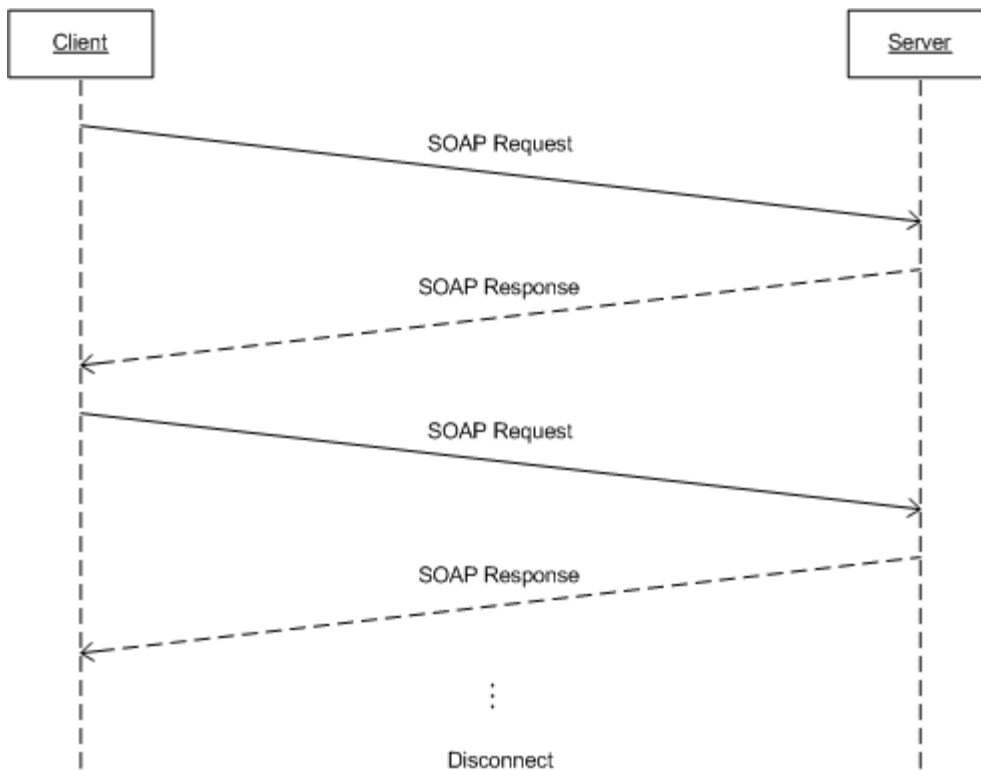 Client
Server
SOAP Request
SOAP Response
SOAP Request
SOAP Response
⋮
Disconnect